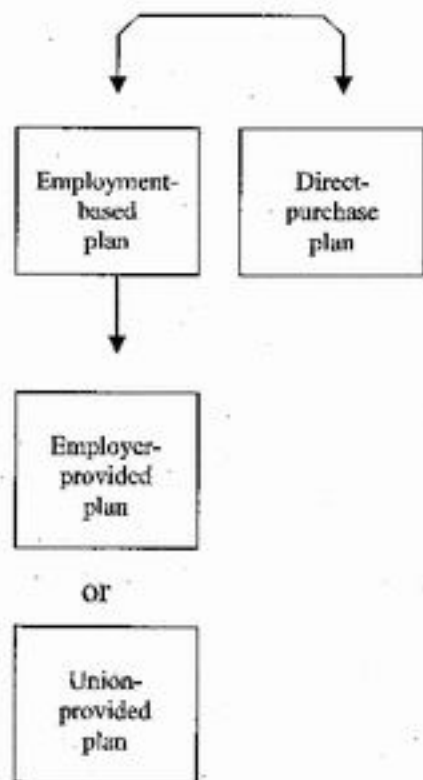 Employment-
based
plan
Direct-
purchase
plan
Employer-
provided
plan
or
Union-
provided
plan